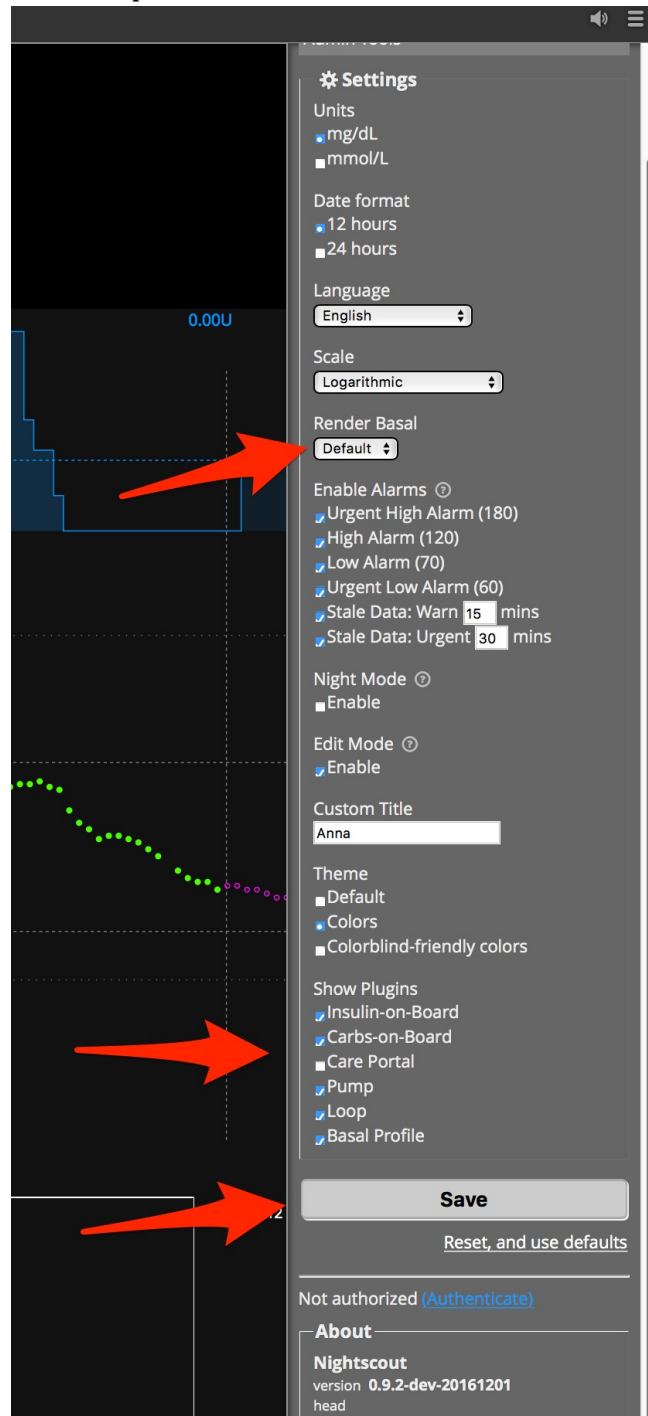 Admin Tools
Settings
Units
mg/dL
mmol/L
Date format
12 hours
24 hours
Language
English
0.00U
Scale
Logarithmic
Render Basal
Default
Enable Alarms ?
Urgent High Alarm (180)
High Alarm (120)
Low Alarm (70)
Urgent Low Alarm (60)
Stale Data: Warn 15 mins
Stale Data: Urgent 30 mins
Night Mode ?
Enable
Edit Mode ?
Enable
Custom Title
Anna
Theme
Default
Colors
Colorblind-friendly colors
Show Plugins
Insulin-on-Board
Carbs-on-Board
Care Portal
Pump
Loop
Basal Profile
Save
Reset, and use defaults
Not authorized (Authenticate)
About
Nightscout
version 0.9.2-dev-20161201
head